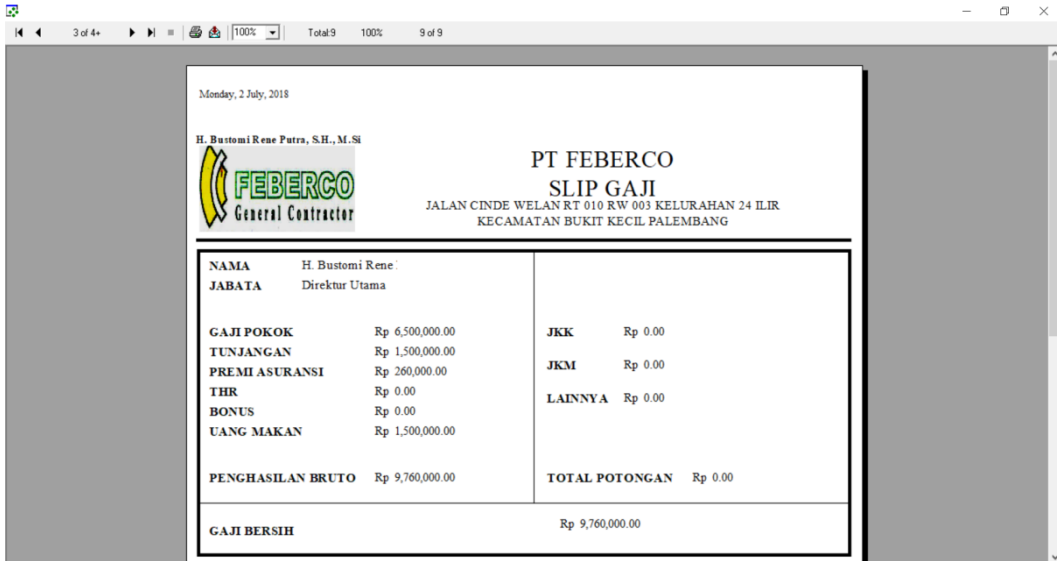 3 of 4+ 100% Total:9 100% 9 of 9
Monday, 2 July, 2018
H. Bustomi Rene Putra, S.H., M.Si
FEBERCO
General Contractor
PT FEBERCO
SLIP GAJI
JALAN CINDE WELAN RT 010 RW 003 KELURAHAN 24 ILIR
KECAMATAN BUKIT KECIL PALEMBANG
NAMA H. Bustomi Rene
JABATA Direktur Utama
GAJI POKOK Rp 6,500,000.00
TUNJANGAN Rp 1,500,000.00
PREMI ASURANSI Rp 260,000.00
THR Rp 0.00
BONUS Rp 0.00
UANG MAKAN Rp 1,500,000.00
PENGHASILAN BRUTO Rp 9,760,000.00
JKK Rp 0.00
JKM Rp 0.00
LAINNYA Rp 0.00
TOTAL POTONGAN Rp 0.00
GAJI BERSIH Rp 9,760,000.00